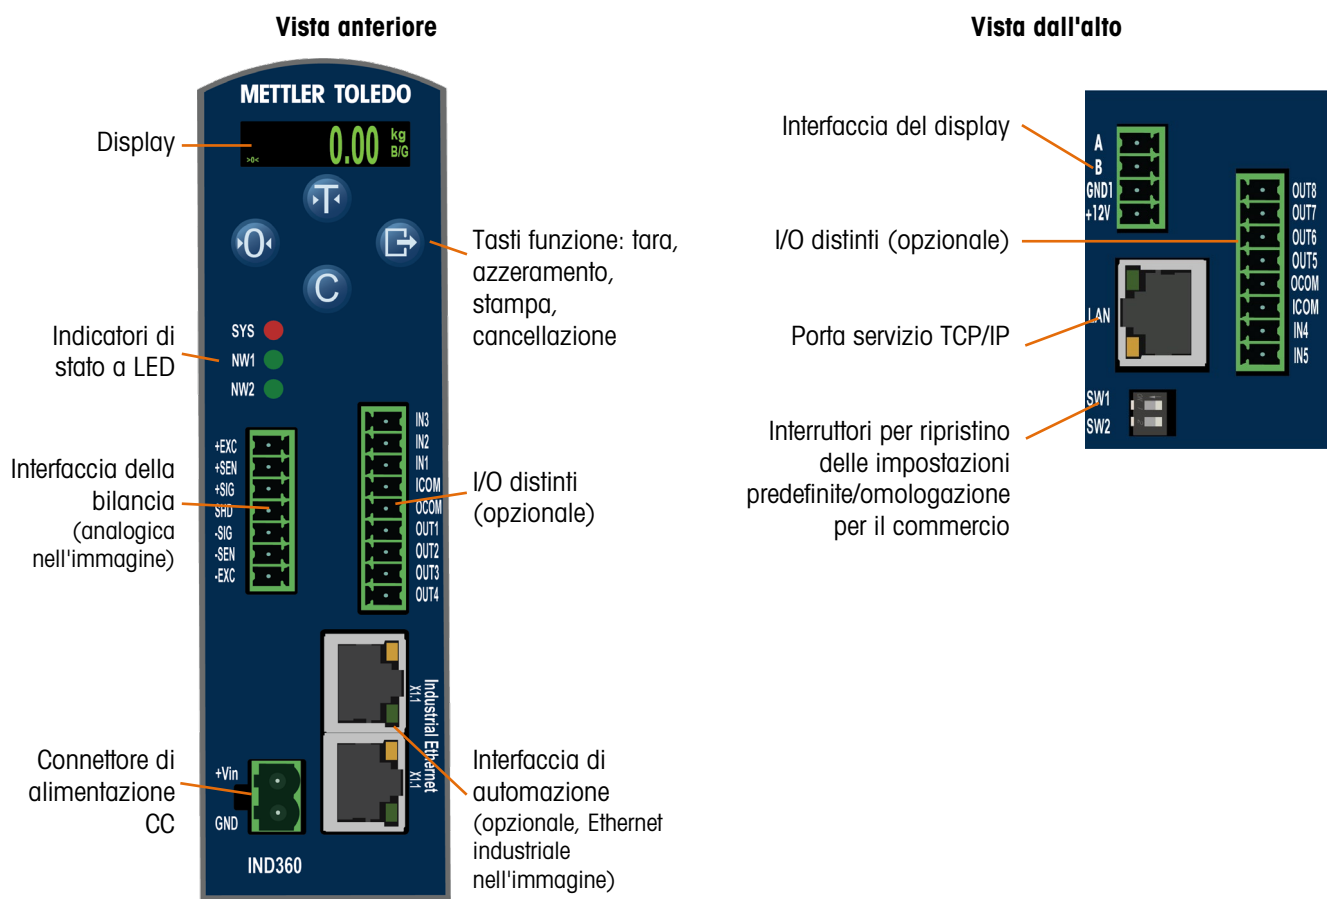 Vista anteriore
METTLER TOLEDO
Display
>0<
0.00
kg
B/G
T
0
C
Tasti funzione: tara,
azzeramento,
stampa,
cancellazione
Indicatori di
stato a LED
SYS
NW1
NW2
Interfaccia della
bilancia
(analogica
nell'immagine)
+EXC
+SEN
+SIG
SHD
-SIG
-SEN
-EXC
IN3
IN2
IN1
ICOM
OCOM
OUT1
OUT2
OUT3
OUT4
I/O distinti
(opzionale)
X1.1
X1.1
Industrial Ethernet
Connettore di
alimentazione
CC
+Vin
GND
Interfaccia di
automazione
(opzionale, Ethernet
industriale
nell'immagine)
IND360
Vista dall'alto
Interfaccia del display
A
B
GND1
+12V
I/O distinti (opzionale)
OUT8
OUT7
OUT6
OUT5
OCOM
ICOM
IN4
IN5
Porta servizio TCP/IP
LAN
SW1
SW2
Interruttori per ripristino
delle impostazioni
predefinite/omologazione
per il commercio